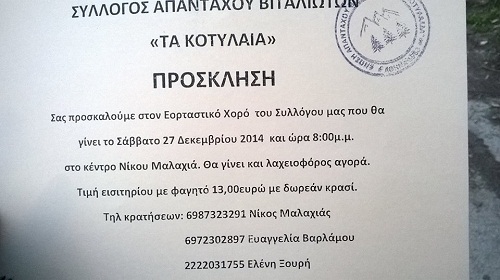 ΣΥΛΛΟΓΟΣ ΑΠΑΝΤΑΧΟΥ ΒΙΤΑΛΙΩΤΩΝ
«ΤΑ ΚΟΤΥΛΑΙΑ»
ΠΡΟΣΚΛΗΣΗ
Σας προσκαλούμε στον Εορταστικό Χορό του Συλλόγου μας που θα
γίνει το Σάββατο 27 Δεκεμβρίου 2014 και ώρα 8:00μ.μ.
στο κέντρο Νίκου Μαλαχιά. Θα γίνει και λαχειοφόρος αγορά.
Τιμή εισιτηρίου με φαγητό 13,00ευρώ με δωρεάν κρασί.
Τηλ κρατήσεων: 6987323291 Νίκος Μαλαχιάς
6972302897 Ευαγγελία Βαρλάμου
2222031755 Ελένη Ξουρή